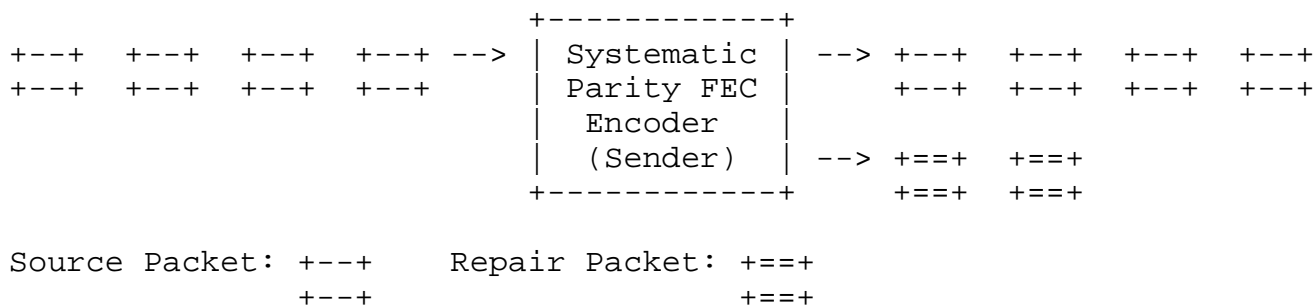 +------------+
+--+  +--+  +--+  +--+ --> | Systematic | --> +--+  +--+  +--+  +--+
+--+  +--+  +--+  +--+     | Parity FEC |     +--+  +--+  +--+  +--+
                           |  Encoder   |
                           |  (Sender)  | --> +==+  +==+
                           +------------+     +==+  +==+

Source Packet: +--+    Repair Packet: +==+
               +--+                   +==+